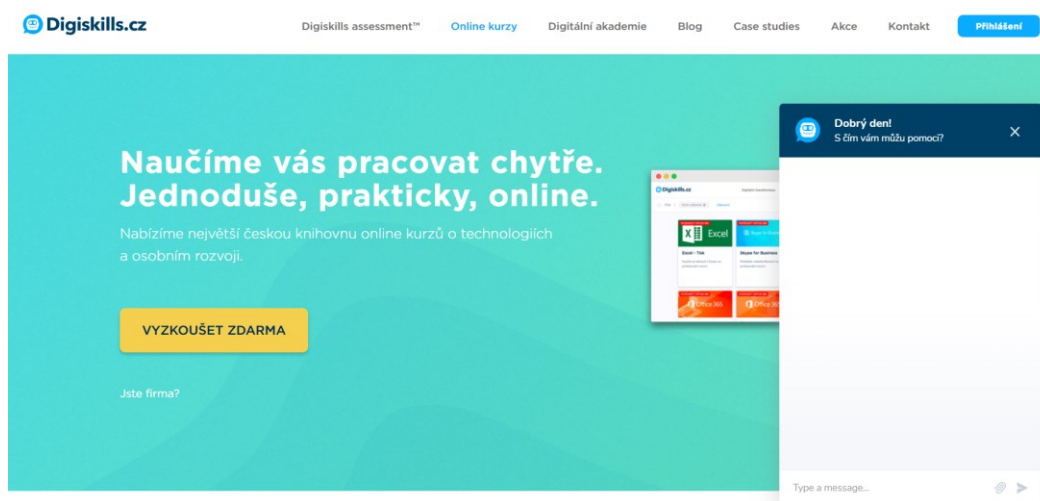 Digiskills.cz
Digiskills assessment™ Online kurzy Digitální akademie Blog Case studies Akce Kontakt Přihlášení
Naučíme vás pracovat chytře.
Jednoduše, prakticky, online.
Nabízíme největší českou knihovnu online kurzů o technologiích
a osobním rozvoji.
VYZKOUŠET ZDARMA
Jste firma?
Digiskills.cz
Excel
Excel - Tisk
Skype for Business
Office 365
Office 365
Dobrý den!
S čím vám můžu pomoci?
Type a message...